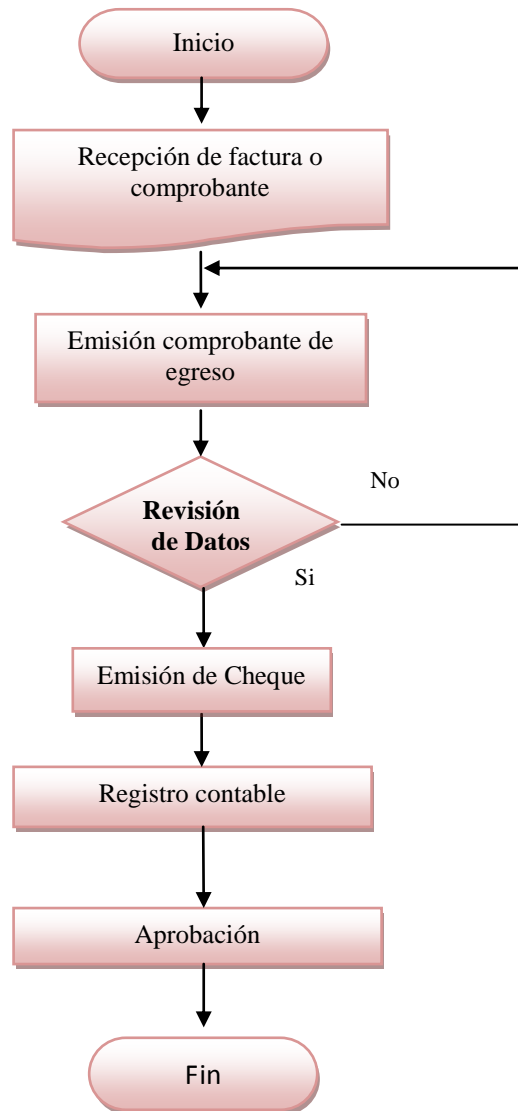 Inicio
Recepción de factura o
comprobante
Emisión comprobante de
egreso
Revisión
de Datos
No
Si
Emisión de Cheque
Registro contable
Aprobación
Fin